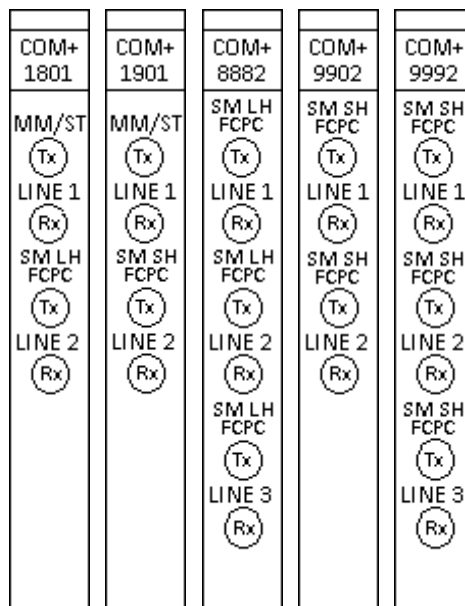 COM+
1801
MM/ST
Tx
LINE 1
Rx
SM LH
FCPC
Tx
LINE 2
Rx
COM+
1901
MM/ST
Tx
LINE 1
Rx
SM SH
FCPC
Tx
LINE 2
Rx
COM+
8882
SM LH
FCPC
Tx
LINE 1
Rx
SM LH
FCPC
Tx
LINE 2
Rx
SM LH
FCPC
Tx
LINE 3
Rx
COM+
9902
SM SH
FCPC
Tx
LINE 1
Rx
SM SH
FCPC
Tx
LINE 2
Rx
COM+
9992
SM SH
FCPC
Tx
LINE 1
Rx
SM SH
FCPC
Tx
LINE 2
Rx
SM SH
FCPC
Tx
LINE 3
Rx